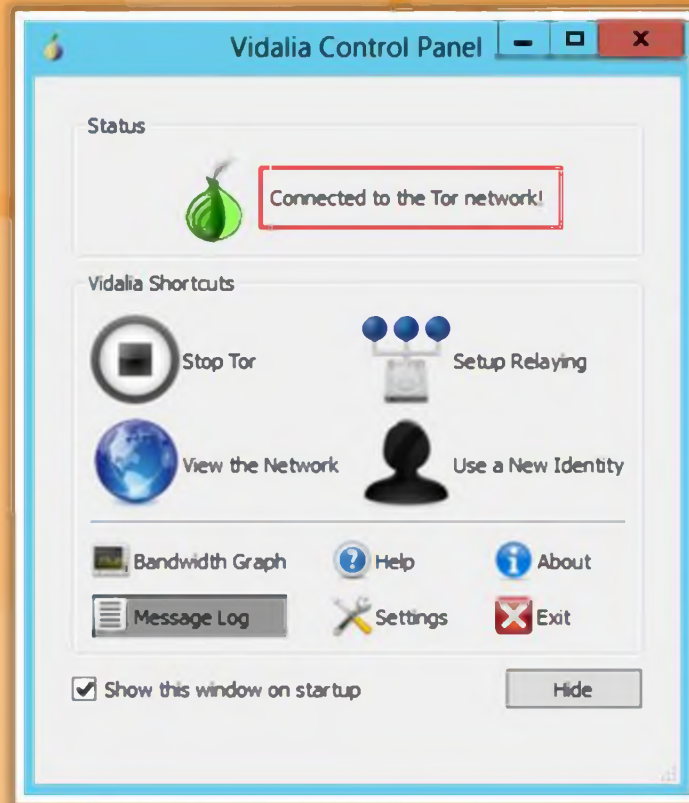 Vidalia Control Panel
Status
Connected to the Tor network!
Vidalia Shortcuts
Stop Tor
Setup Relaying
View the Network
Use a New Identity
Bandwidth Graph
Help
About
Message Log
Settings
Exit
Show this window on startup
Hide